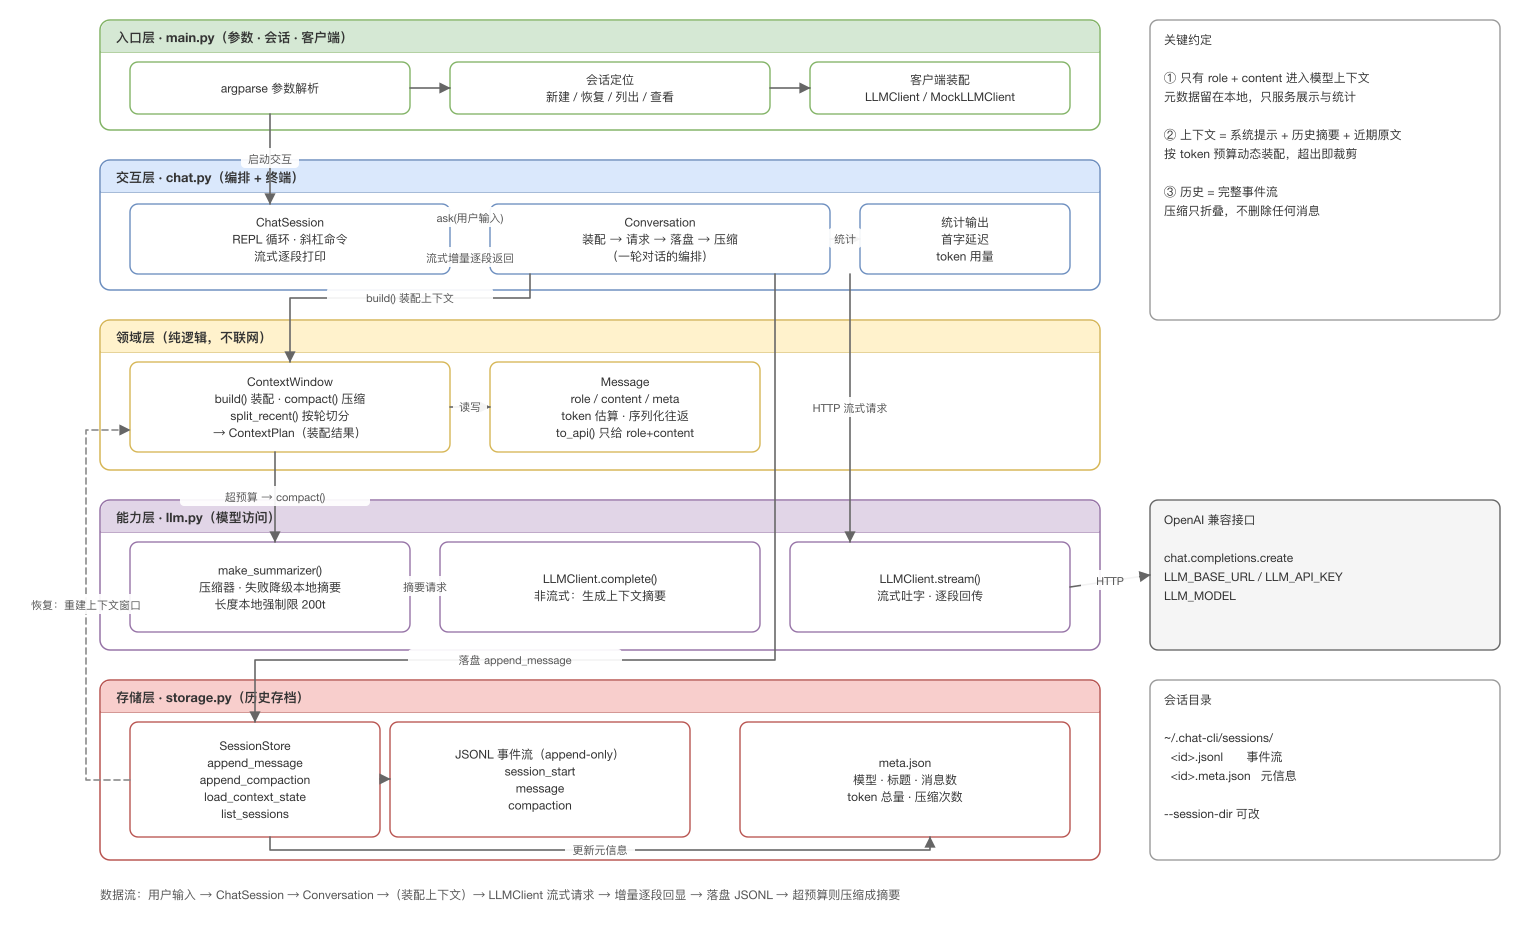 入口层 · main.py（参数 · 会话 · 客户端）
argparse 参数解析
会话定位
新建 / 恢复 / 列出 / 查看
客户端装配
LLMClient / MockLLMClient
启动交互
交互层 · chat.py（编排 + 终端）
ChatSession
REPL 循环 · 斜杠命令
流式逐段打印
ask(用户输入)
流式增量逐段返回
Conversation
装配 → 请求 → 落盘 → 压缩
（一轮对话的编排）
统计
统计输出
首字延迟
token 用量
build() 装配上下文
领域层（纯逻辑，不联网）
ContextWindow
build() 装配 · compact() 压缩
split_recent() 按轮切分
→ ContextPlan（装配结果）
读写
Message
role / content / meta
token 估算 · 序列化往返
to_api() 只给 role+content
HTTP 流式请求
超预算 → compact()
能力层 · llm.py（模型访问）
make_summarizer()
压缩器 · 失败降级本地摘要
长度本地强制限 200t
摘要请求
LLMClient.complete()
非流式：生成上下文摘要
LLMClient.stream()
流式吐字 · 逐段回传
HTTP
恢复：重建上下文窗口
落盘 append_message
存储层 · storage.py（历史存档）
SessionStore
append_message
append_compaction
load_context_state
list_sessions
JSONL 事件流（append-only）
session_start
message
compaction
meta.json
模型 · 标题 · 消息数
token 总量 · 压缩次数
更新元信息
关键约定
① 只有 role + content 进入模型上下文
元数据留在本地，只服务展示与统计
② 上下文 = 系统提示 + 历史摘要 + 近期原文
按 token 预算动态装配，超出即裁剪
③ 历史 = 完整事件流
压缩只折叠，不删除任何消息
OpenAI 兼容接口
chat.completions.create
LLM_BASE_URL / LLM_API_KEY
LLM_MODEL
会话目录
~/.chat-cli/sessions/
<id>.jsonl 事件流
<id>.meta.json 元信息
--session-dir 可改
数据流：用户输入 → ChatSession → Conversation →（装配上下文）→ LLMClient 流式请求 → 增量逐段回显 → 落盘 JSONL → 超预算则压缩成摘要